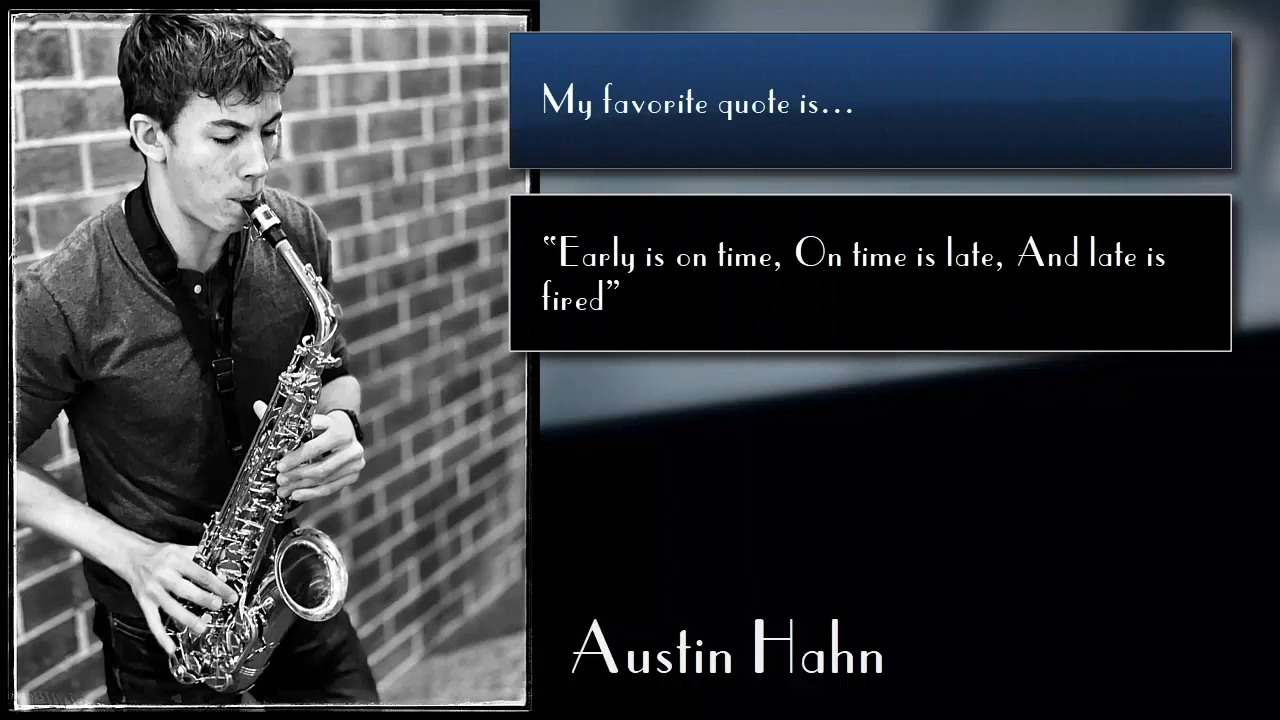 My favorite quote is...
“Early is on time, On time is late, And late is
fired”
Austin Hahn